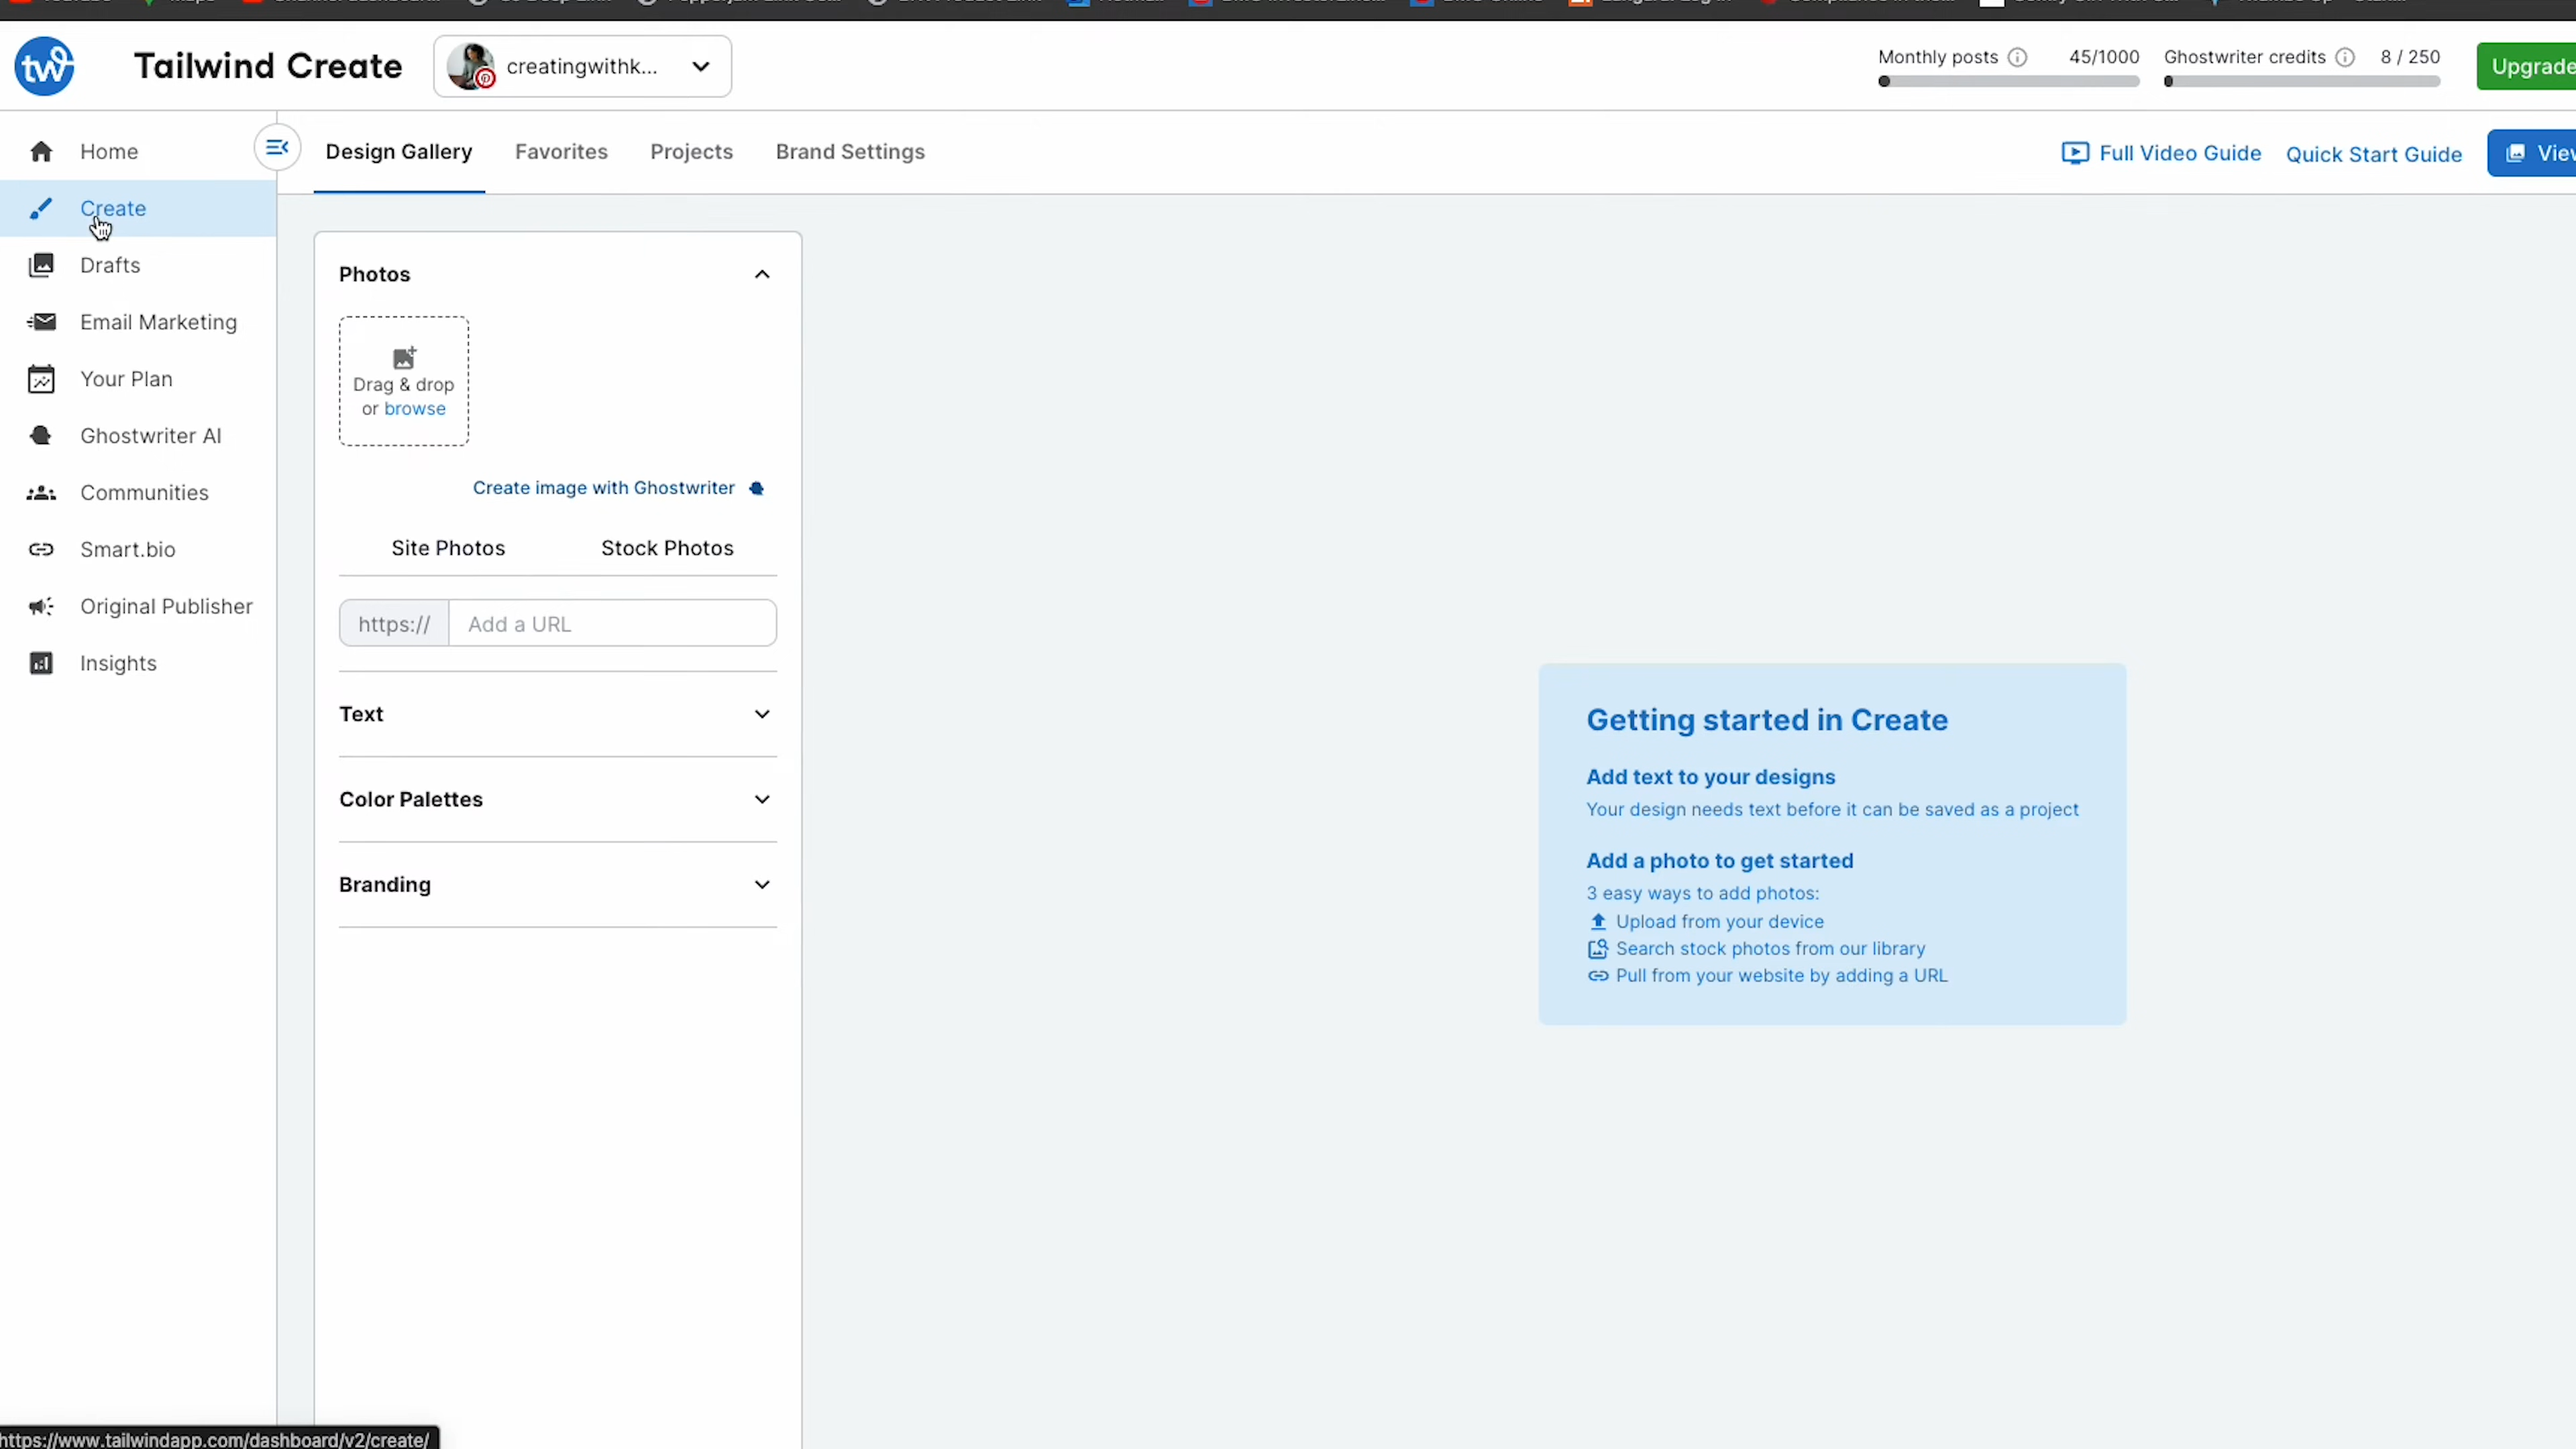 tw
Tailwind Create
creatingwithk...
Monthly posts
45/1000
Ghostwriter credits
8 / 250
Upgrade
Home
Design Gallery
Favorites
Projects
Brand Settings
Full Video Guide
Quick Start Guide
Create
Drafts
Email Marketing
Your Plan
Ghostwriter AI
Communities
Smart.bio
Original Publisher
Insights
Photos
Drag & drop
or browse
Create image with Ghostwriter
Site Photos
Stock Photos
https://
Add a URL
Text
Color Palettes
Branding
Getting started in Create
Add text to your designs
Your design needs text before it can be saved as a project
Add a photo to get started
3 easy ways to add photos:
Upload from your device
Search stock photos from our library
Pull from your website by adding a URL
https://www.tailwindapp.com/dashboard/v2/create/